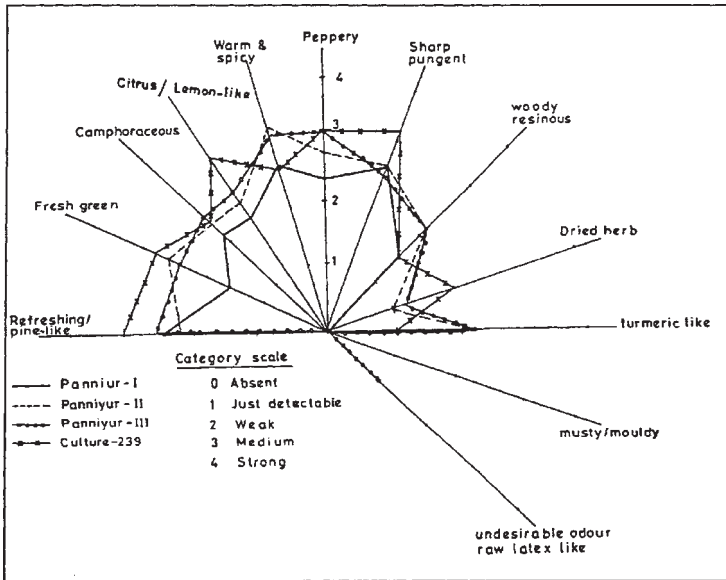 Peppery
4
Warm &
spicy
Sharp
pungent
Citrus/ Lemon-like
woody
resinous
Camphoraceous
3
Fresh green
2
Dried herb
1
Refreshing/
pine-like
turmeric like
Category scale
Panniur-I
0 Absent
Panniyur-II
1 Just detectable
Panniyur-III
2 Weak
Culture-239
3 Medium
4 Strong
musty/mouldy
undesirable odour
raw latex like